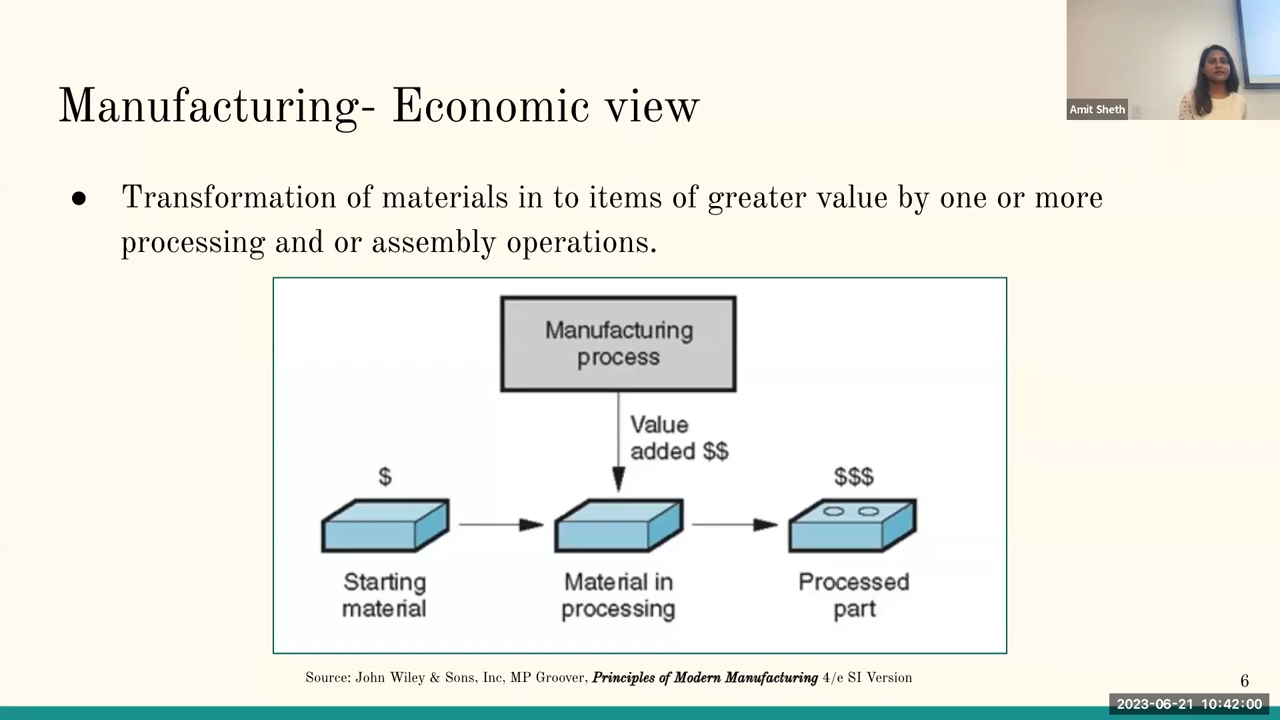 Manufacturing- Economic view
Amit Sheth
● Transformation of materials in to items of greater value by one or more
processing and or assembly operations.
Manufacturing
process
Value
added $$
$
$$$
Starting
material
Material in
processing
Processed
part
Source: John Wiley & Sons, Inc, MP Groover, Principles of Modern Manufacturing 4/e SI Version
6
2023-06-21 10:42:00